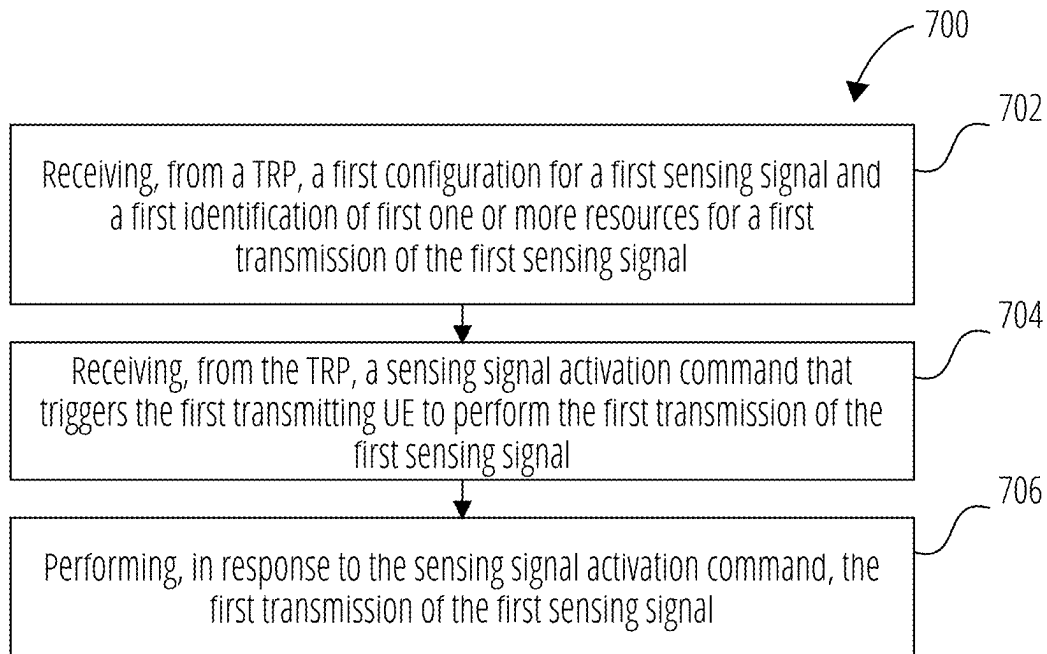 700
702
Receiving, from a TRP, a first configuration for a first sensing signal and
a first identification of first one or more resources for a first
transmission of the first sensing signal
704
Receiving, from the TRP, a sensing signal activation command that
triggers the first transmitting UE to perform the first transmission of the
first sensing signal
706
Performing, in response to the sensing signal activation command, the
first transmission of the first sensing signal